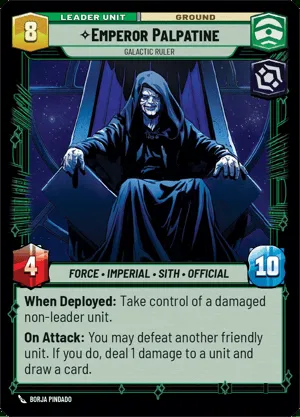 LEADER UNIT
GROUND
8
EMPEROR PALPATINE
GALACTIC RULER
4
10
FORCE • IMPERIAL • SITH • OFFICIAL
When Deployed: Take control of a damaged
non-leader unit.
On Attack: You may defeat another friendly
unit. If you do, deal 1 damage to a unit and
draw a card.
BORJA PINDADO